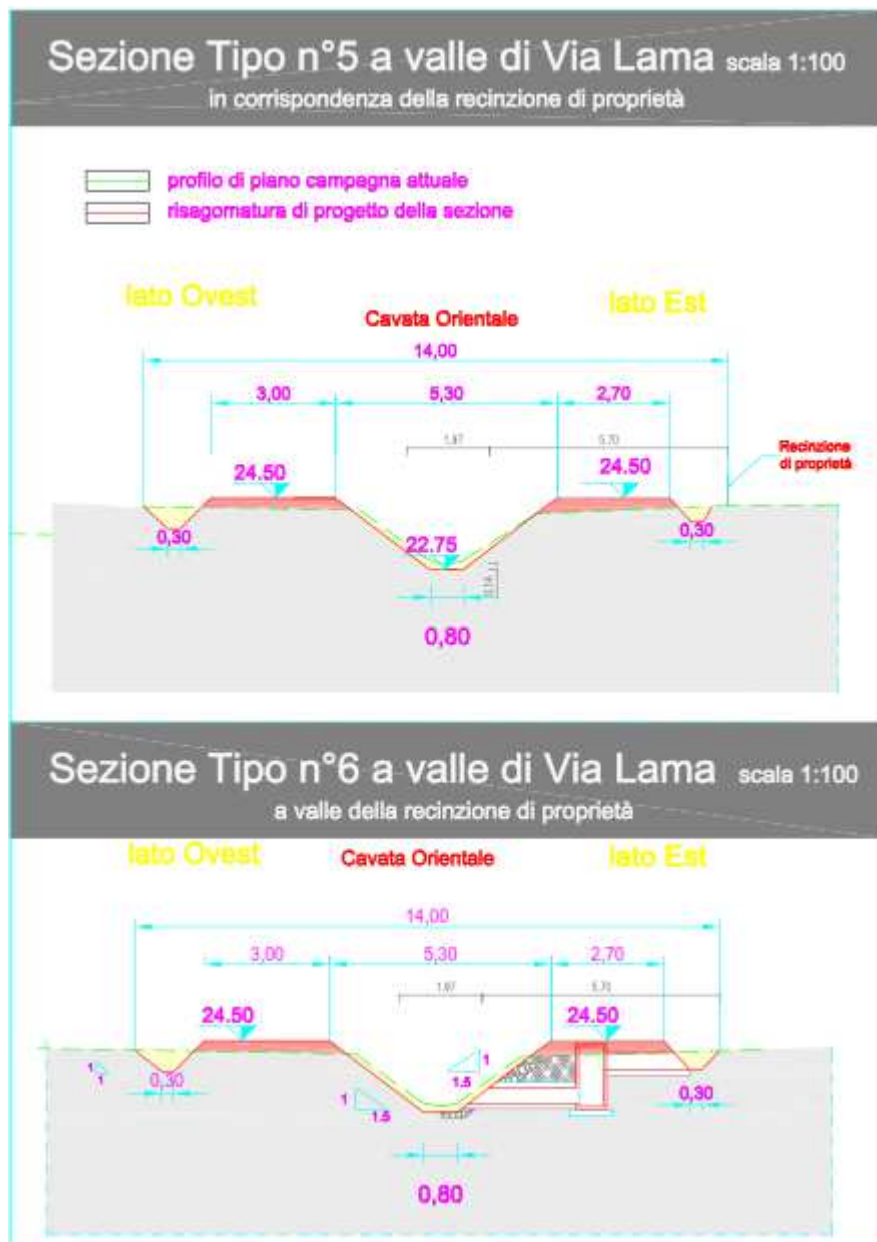 Sezione Tipo n°5 a valle di Via Lama scala 1:100
in corrispondenza della recinzione di proprietà
profilo di piano campagna attuale
risagomatura di progetto della sezione
lato Ovest
lato Est
Cavata Orientale
14,00
3,00
5,30
2,70
1,97
5,70
Recinzione
di proprietà
24.50
24.50
0,30
22.75
0,30
0,80
Sezione Tipo n°6 a valle di Via Lama scala 1:100
a valle della recinzione di proprietà
lato Ovest
Cavata Orientale
lato Est
14,00
3,00
5,30
2,70
1,97
5,70
24.50
24.50
1
1
0,30
1
1.5
1
1.5
0,30
0,80